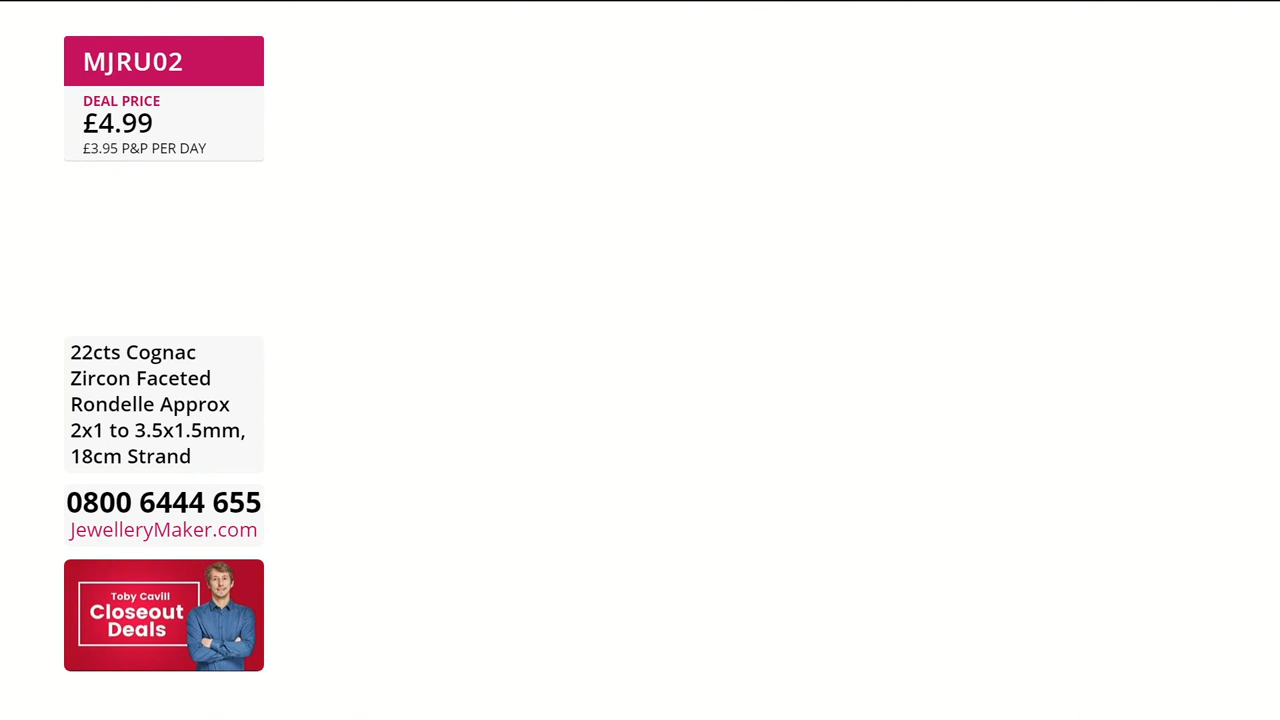 MJRU02
DEAL PRICE
£4.99
£3.95 P&P PER DAY
22cts Cognac
Zircon Faceted
Rondelle Approx
2x1 to 3.5x1.5mm,
18cm Strand
0800 6444 655
JewelleryMaker.com
Toby Cavill
Closeout
Deals